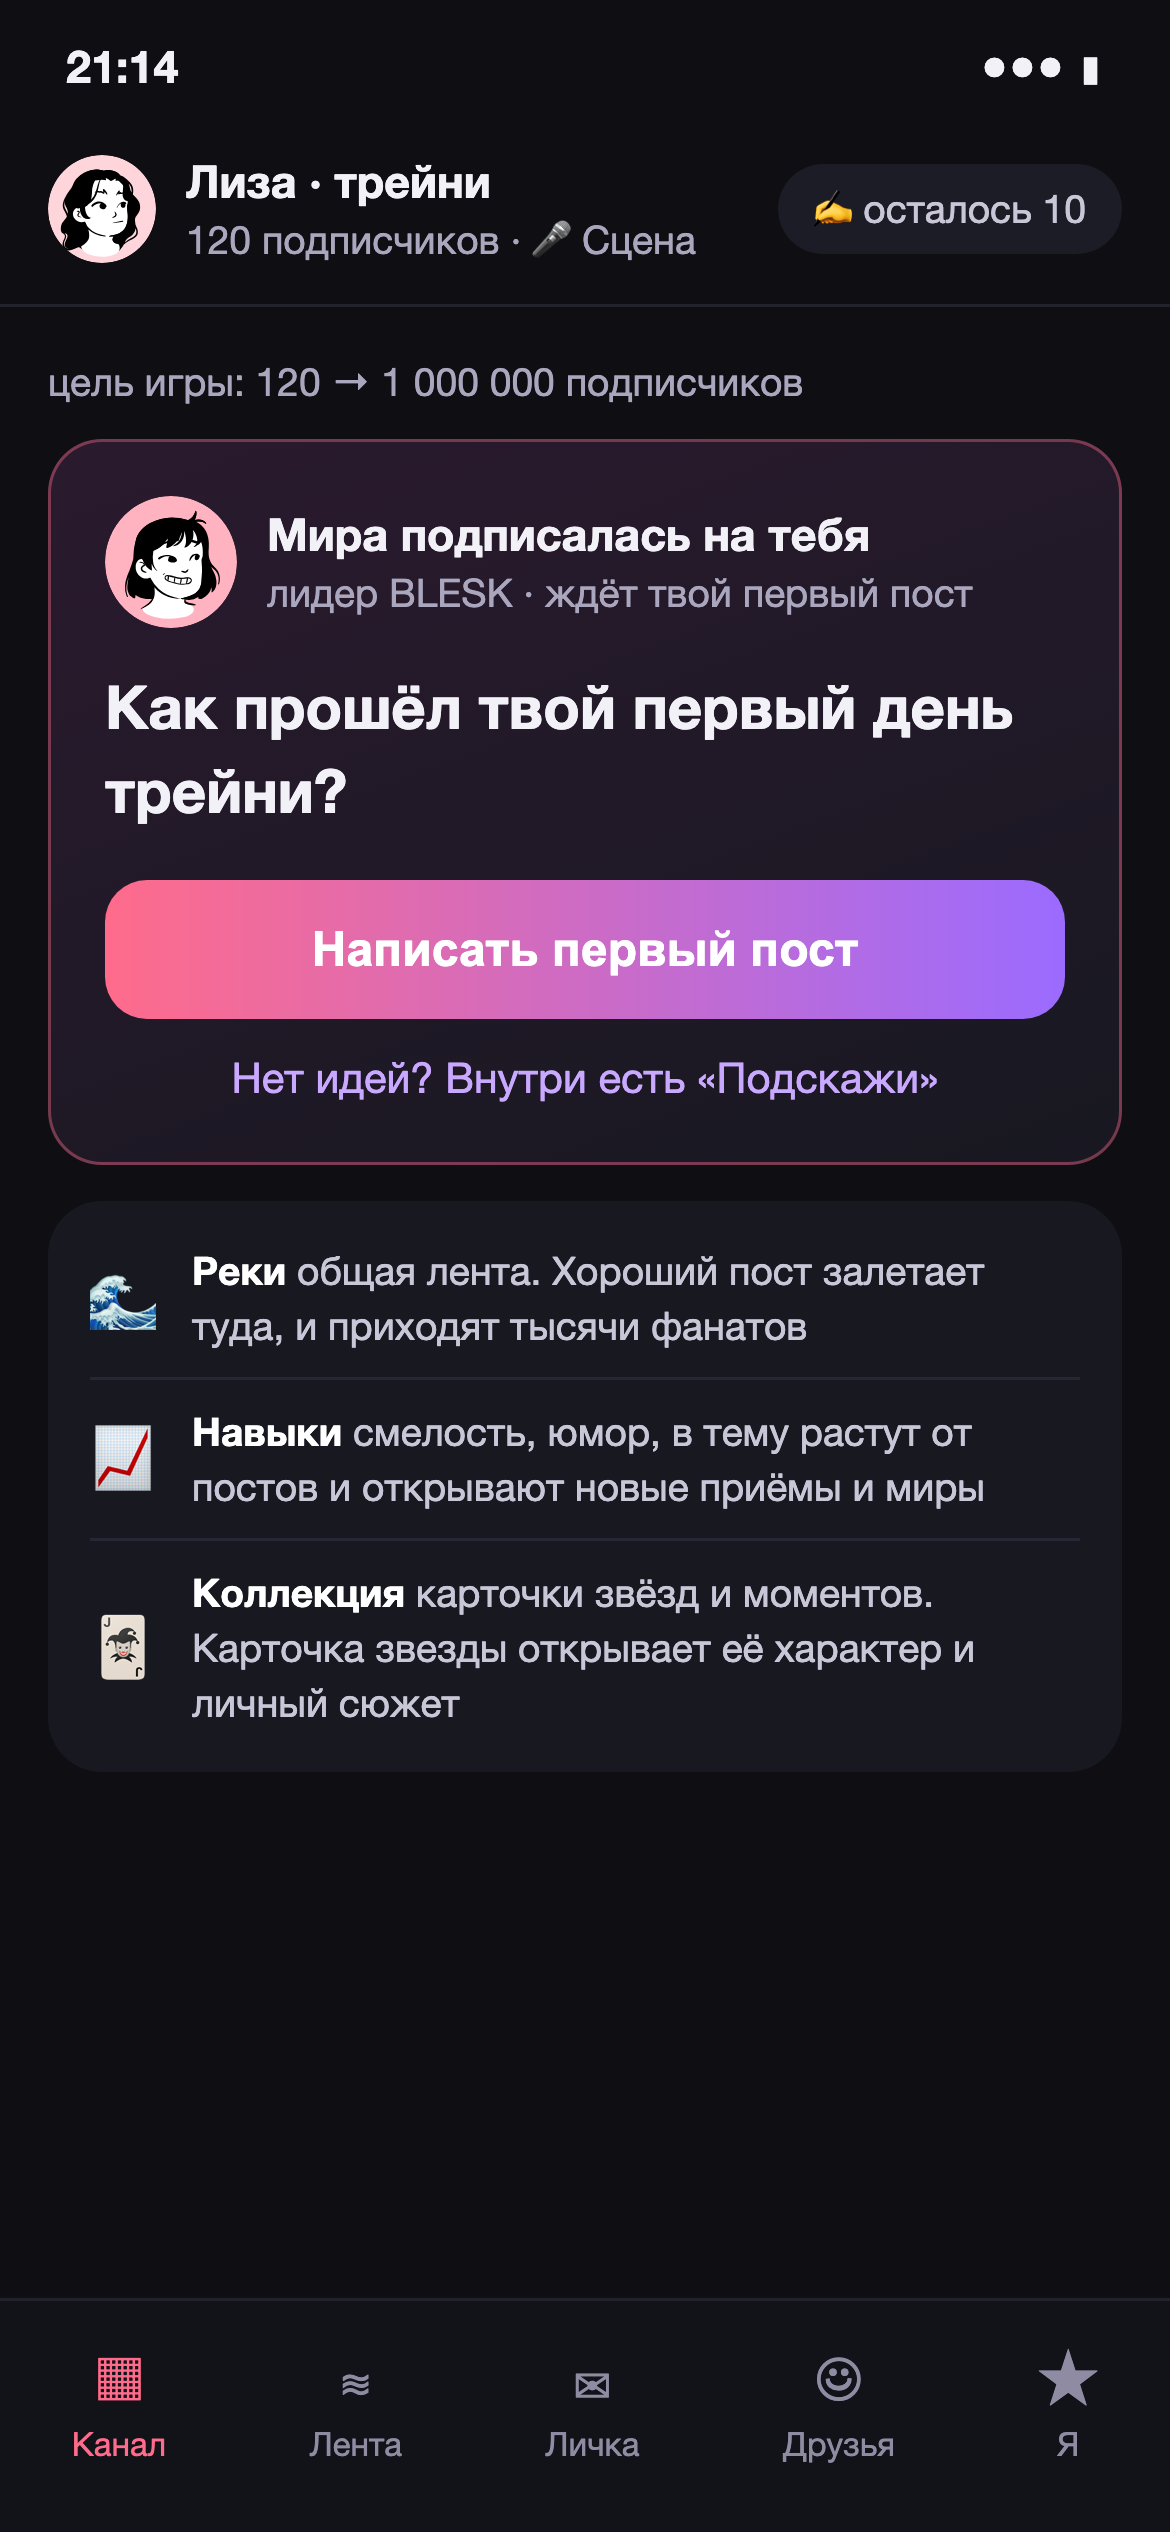 21:14
Лиза · трейни
120 подписчиков · 🎤 Сцена
✍️ осталось 10
цель игры: 120 → 1 000 000 подписчиков
Мира подписалась на тебя
лидер BLESK · ждёт твой первый пост
Как прошёл твой первый день
трейни?
Написать первый пост
Нет идей? Внутри есть «Подскажи»
Реки общая лента. Хороший пост залетает
туда, и приходят тысячи фанатов
Навыки смелость, юмор, в тему растут от
постов и открывают новые приёмы и миры
Коллекция карточки звёзд и моментов.
Карточка звезды открывает её характер и
личный сюжет
Канал
Лента
Личка
Друзья
Я